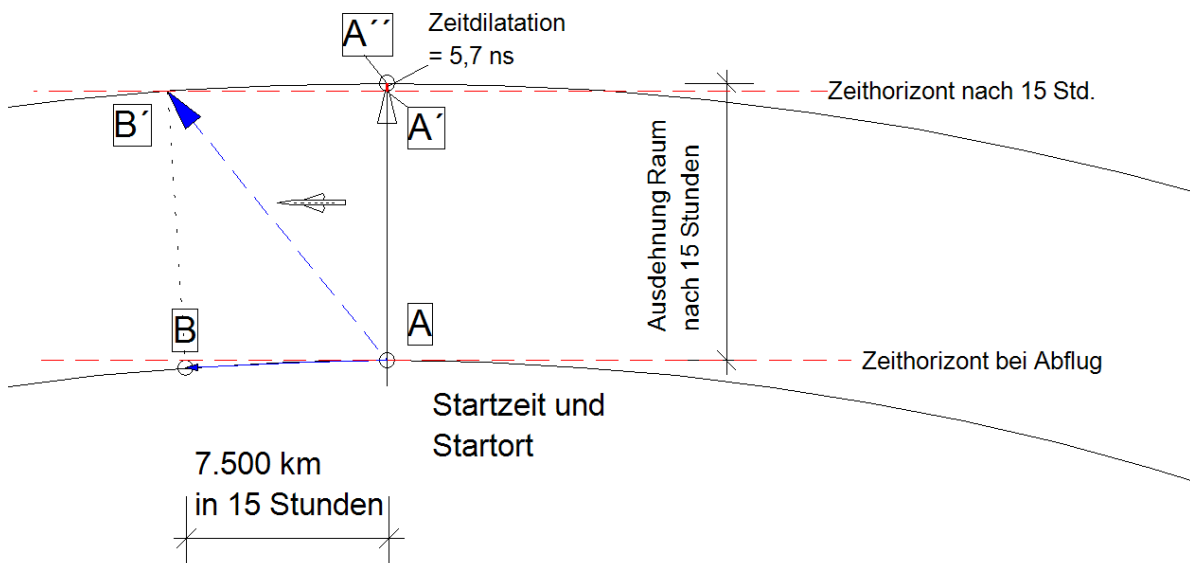 A´´
Zeitdilatation
= 5,7 ns
Zeithorizont nach 15 Std.
B´
A´
Ausdehnung Raum
nach 15 Stunden
B
A
Zeithorizont bei Abflug
Startzeit und
Startort
7.500 km
in 15 Stunden